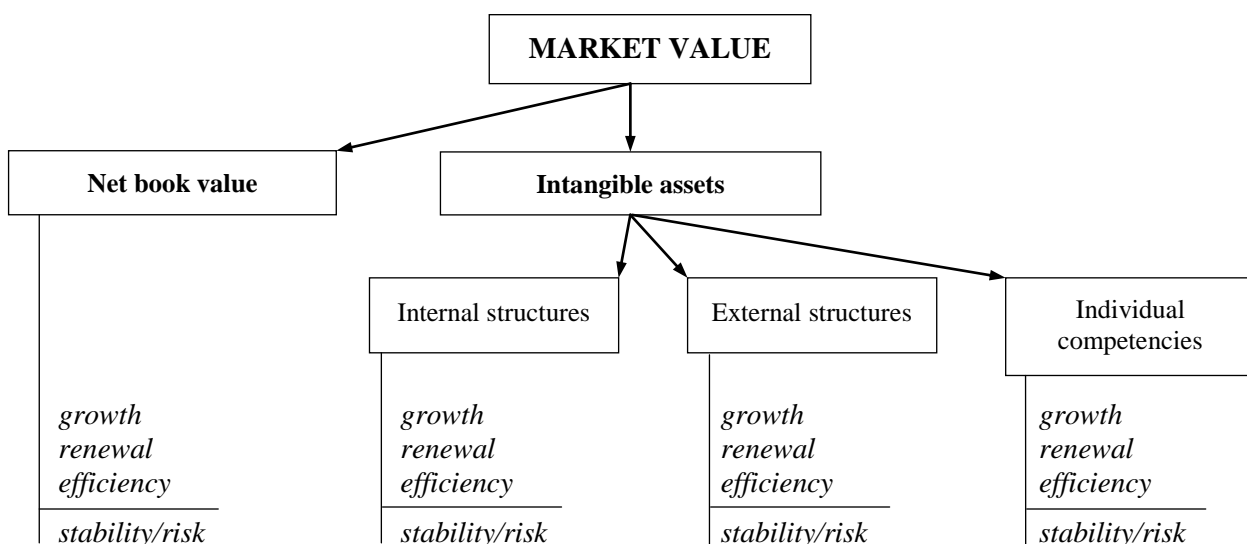 MARKET VALUE
Net book value
Intangible assets
Internal structures
External structures
Individual
competencies
growth
renewal
efficiency
stability/risk
growth
renewal
efficiency
stability/risk
growth
renewal
efficiency
stability/risk
growth
renewal
efficiency
stability/risk